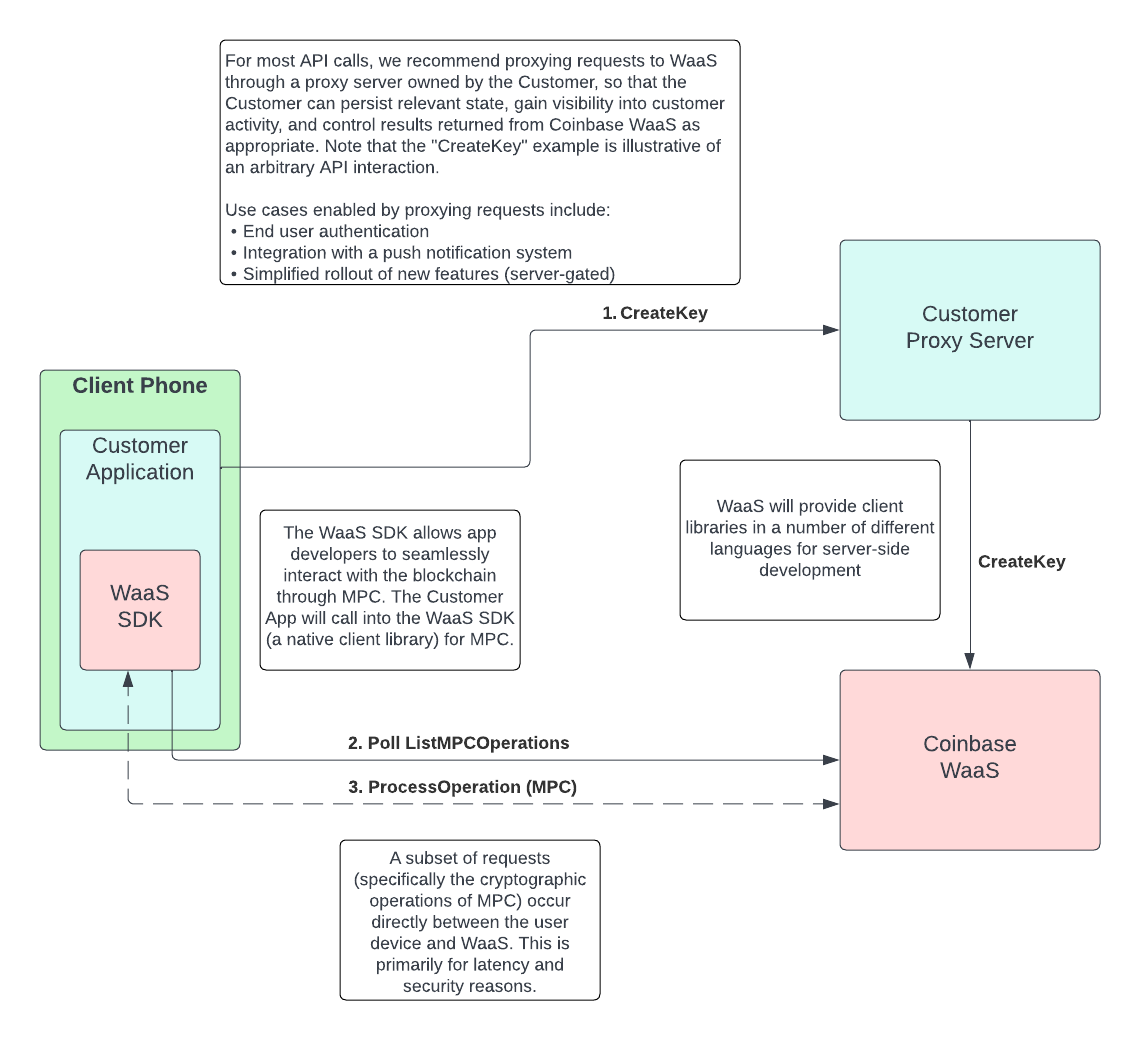 For most API calls, we recommend proxying requests to WaaS
through a proxy server owned by the Customer, so that the
Customer can persist relevant state, gain visibility into customer
activity, and control results returned from Coinbase WaaS as
appropriate. Note that the "CreateKey" example is illustrative of
an arbitrary API interaction.
Use cases enabled by proxying requests include:
• End user authentication
• Integration with a push notification system
• Simplified rollout of new features (server-gated)
1. CreateKey
Customer
Proxy Server
Client Phone
Customer
Application
WaaS
SDK
The WaaS SDK allows app
developers to seamlessly
interact with the blockchain
through MPC. The Customer
App will call into the WaaS SDK
(a native client library) for MPC.
WaaS will provide client
libraries in a number of different
languages for server-side
development
CreateKey
2. Poll ListMPCOperations
3. ProcessOperation (MPC)
Coinbase
WaaS
A subset of requests
(specifically the cryptographic
operations of MPC) occur
directly between the user
device and WaaS. This is
primarily for latency and
security reasons.